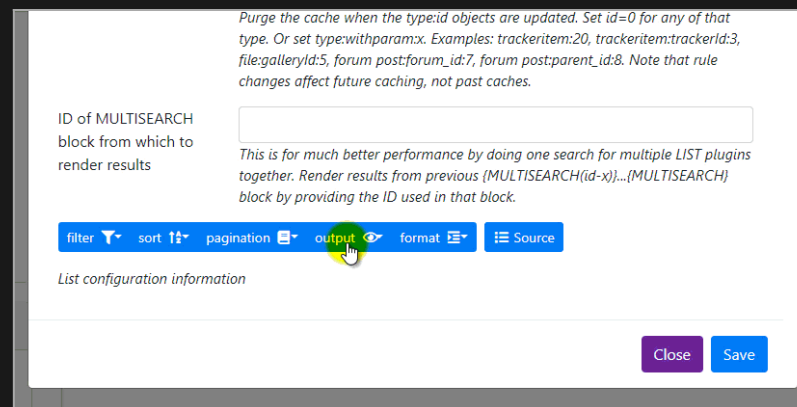 Purge the cache when the type:id objects are updated. Set id=0 for any of that
type. Or set type:withparam:x. Examples: trackeritem:20, trackeritem:trackerId:3,
file:galleryId:5, forum post:forum_id:7, forum post:parent_id:8. Note that rule
changes affect future caching, not past caches.
ID of MULTISEARCH
block from which to
render results
This is for much better performance by doing one search for multiple LIST plugins
together. Render results from previous {MULTISEARCH(id-x)}...{MULTISEARCH}
block by providing the ID used in that block.
filter sort pagination output format Source
List configuration information
Close Save